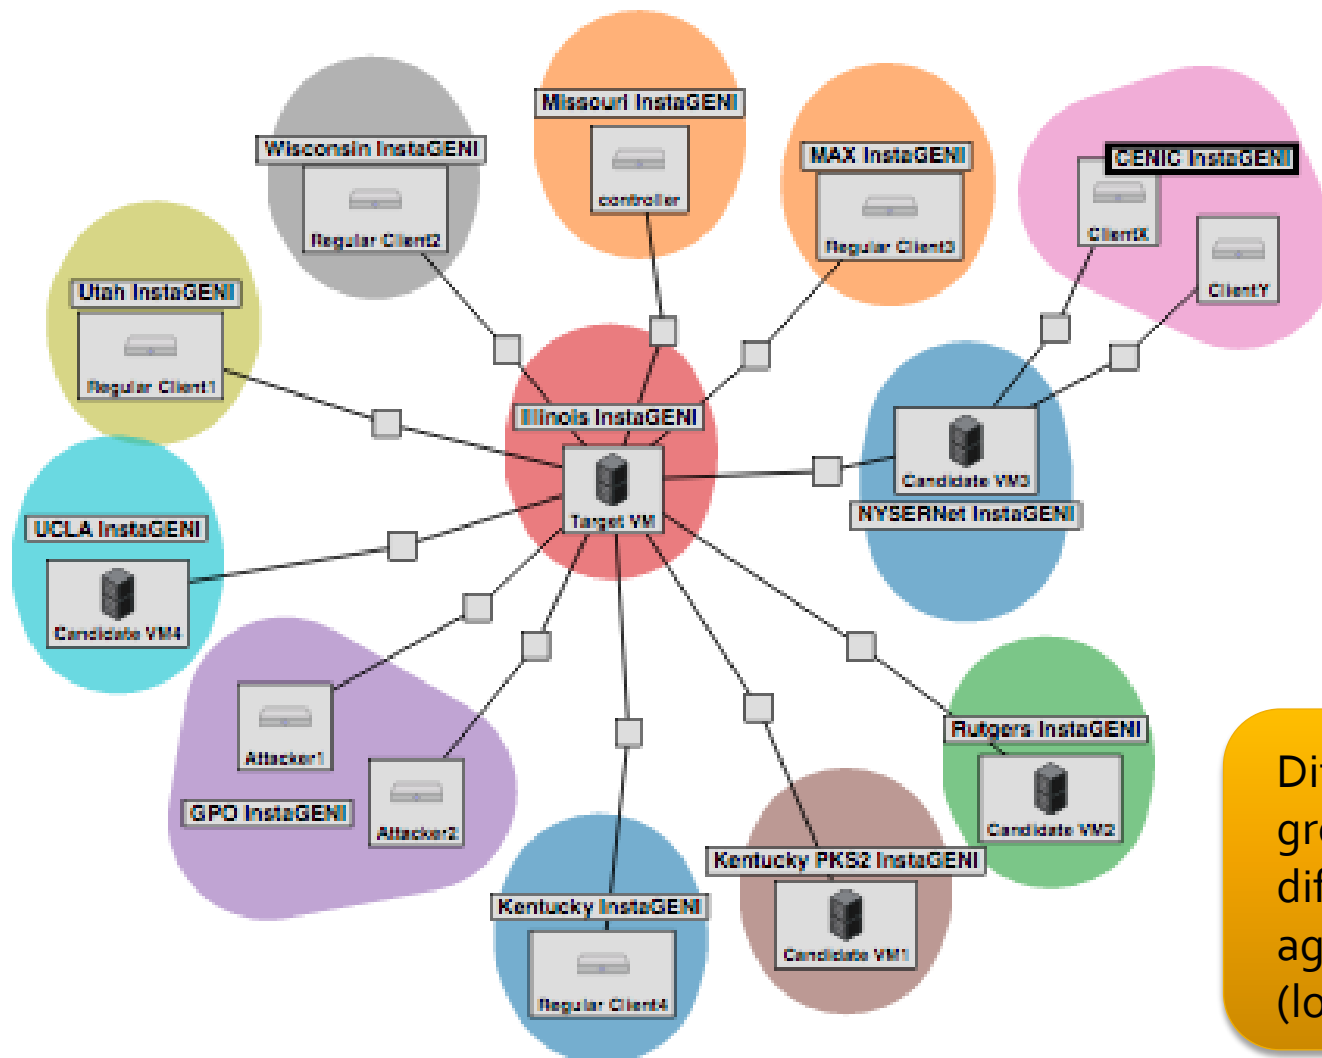 Missouri InstaGENI
controller
Wisconsin InstaGENI
Regular Client2
MAX InstaGENI
Regular Client3
CENIC InstaGENI
ClientX
ClientY
Utah InstaGENI
Regular Client1
Illinois InstaGENI
Target VM
Candidate VM3
NYSERNet InstaGENI
UCLA InstaGENI
Candidate VM4
Attacker1
GPO InstaGENI
Attacker2
Rutgers InstaGENI
Candidate VM2
Kentucky PKS2 InstaGENI
Candidate VM1
Kentucky InstaGENI
Regular Client4